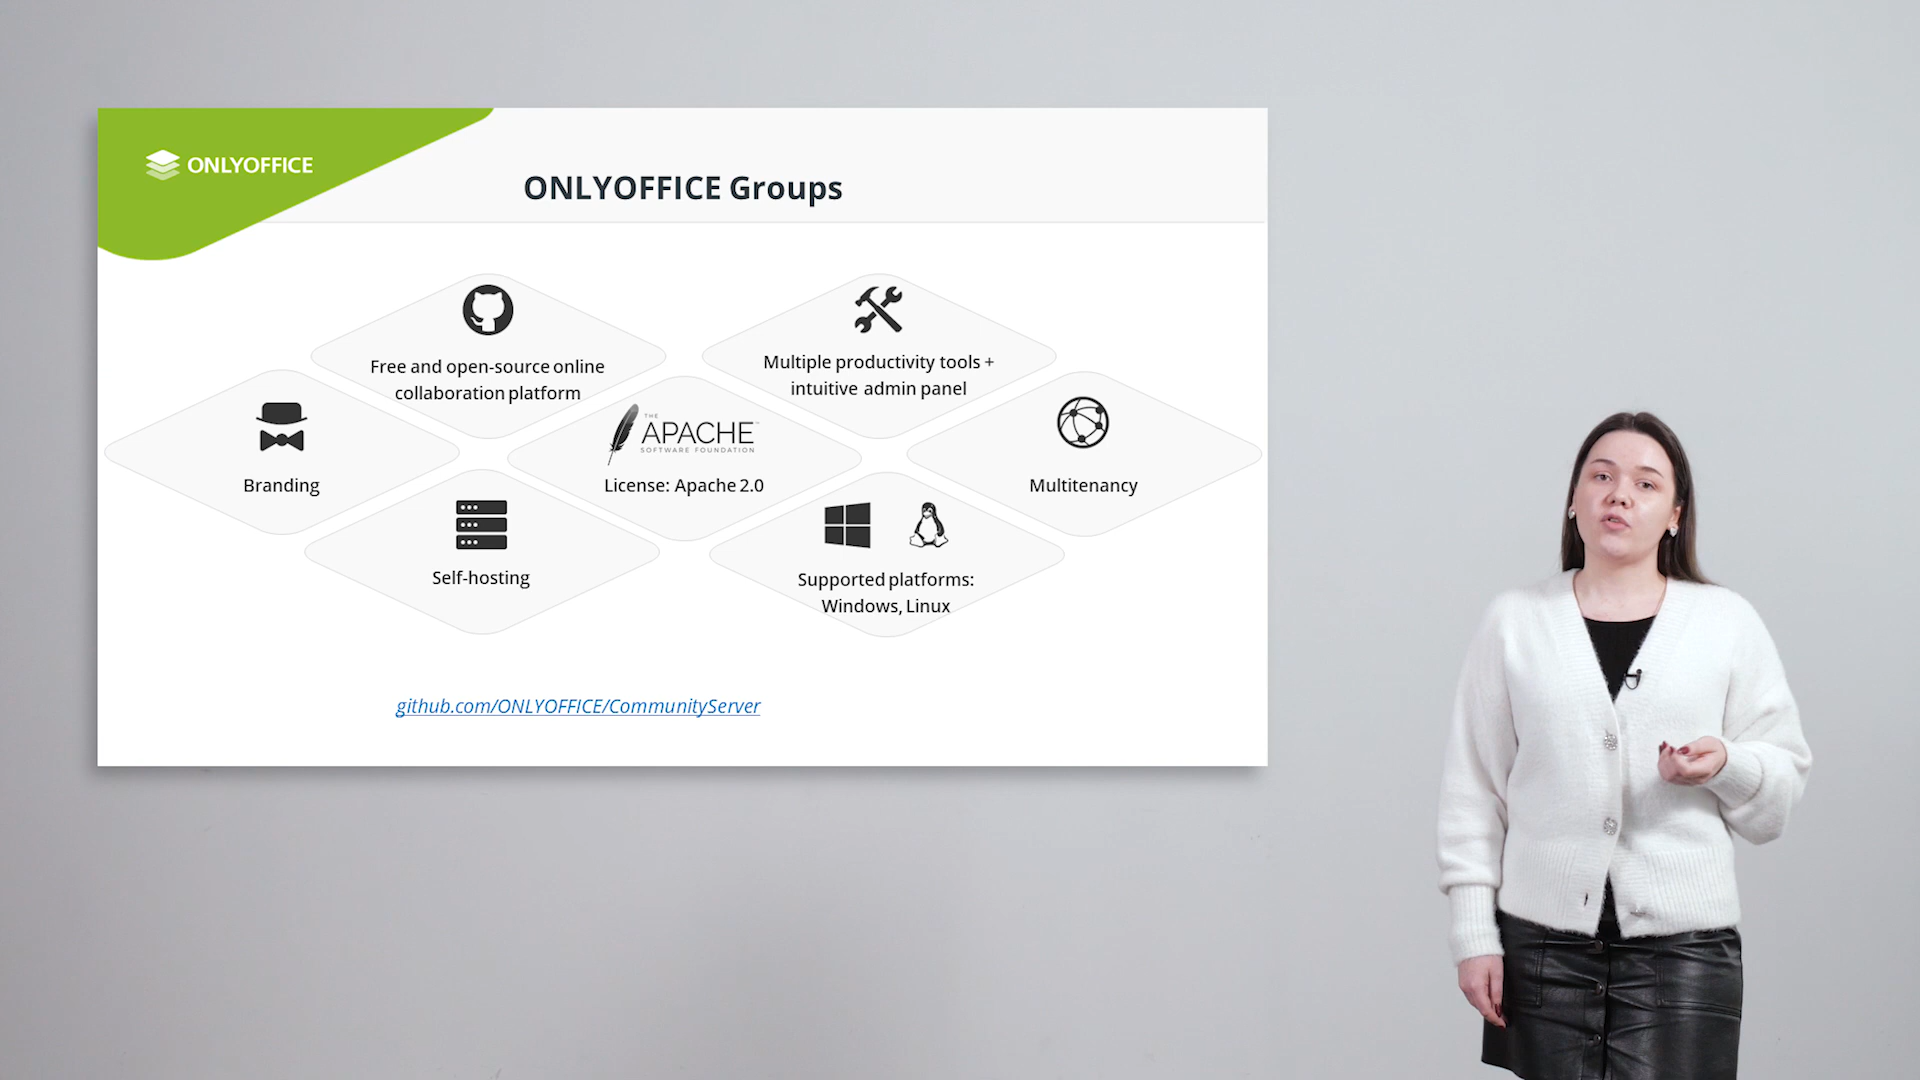 ONLYOFFICE
ONLYOFFICE Groups
Free and open-source online
collaboration platform
Multiple productivity tools +
intuitive admin panel
Branding
THE
APACHE
SOFTWARE FOUNDATION
License: Apache 2.0
Multitenancy
Self-hosting
Supported platforms:
Windows, Linux
github.com/ONLYOFFICE/CommunityServer